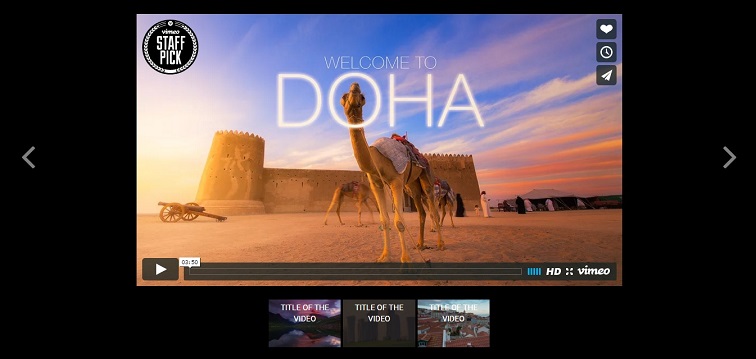 vimeo
STAFF
PICK
WELCOME TO
DOHA
03:50
HD
vimeo
TITLE OF THE
VIDEO
TITLE OF THE
VIDEO
TITLE OF THE
VIDEO